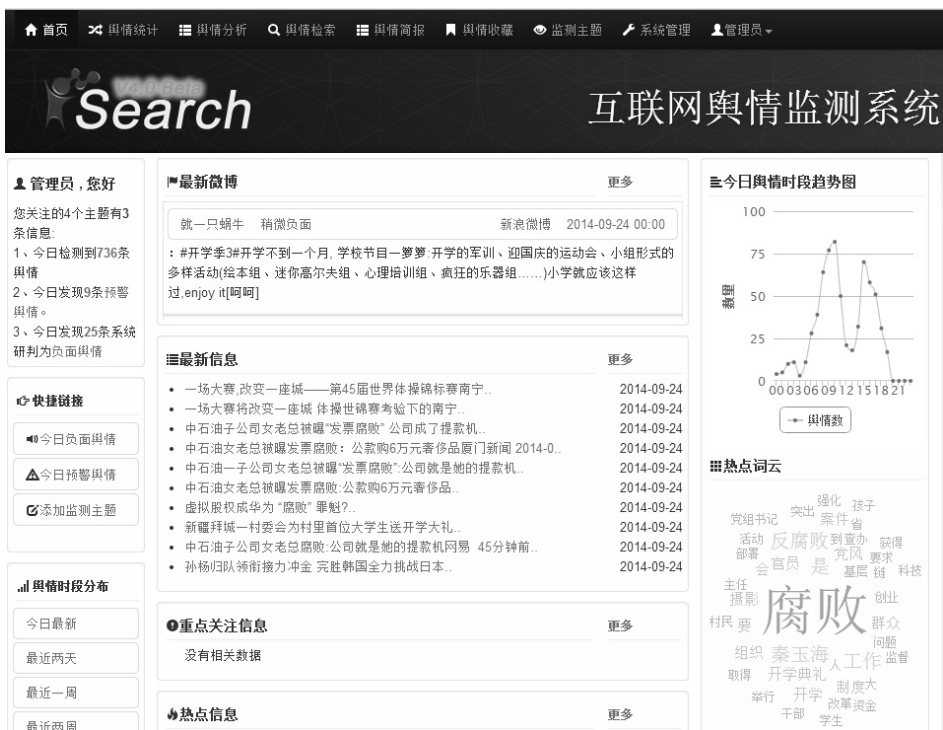 首页 舆情统计 舆情分析 舆情检索 舆情简报 舆情收藏 监测主题 系统管理 管理员
V4.0 Beta
Search
互联网舆情监测系统
管理员，您好
您关注的4个主题有3
条信息:
1、今日检测到736条
舆情
2、今日发现9条预警
舆情。
3、今日发现25条系统
研判为负面舆情
快捷链接
今日负面舆情
今日预警舆情
添加监测主题
舆情时段分布
今日最新
最近两天
最近一周
最近两周
最新微博 更多
就一只蜗牛 稍微负面 新浪微博 2014-09-24 00:00
：#开学季3#开学不到一个月, 学校节目一箩箩:开学的军训、迎国庆的运动会、小组形式的
多样活动(绘本组、迷你高尔夫组、心理培训组、疯狂的乐器组……)小学就应该这样
过,enjoy it[呵呵]
最新信息 更多
一场大赛,改变一座城——第45届世界体操锦标赛南宁.. 2014-09-24
一场大赛将改变一座城 体操世锦赛考验下的南宁.. 2014-09-24
中石油子公司女老总被曝“发票腐败” 公司成了提款机.. 2014-09-24
中石油女老总被曝发票腐败：公款购6万元奢侈品厦门新闻 2014-0.. 2014-09-24
中石油一子公司女老总被曝“发票腐败”:公司就是她的提款机.. 2014-09-24
中石油女老总被曝发票腐败:公款购6万元奢侈品.. 2014-09-24
虚拟股权成华为 “腐败” 罪魁?.. 2014-09-24
新疆拜城一村委会为村里首位大学生送开学大礼.. 2014-09-24
中石油子公司女老总腐败:公司就是她的提款机网易 45分钟前.. 2014-09-24
孙杨归队领衔接力冲金 完胜韩国全力挑战日本.. 2014-09-24
重点关注信息 更多
没有相关数据
热点信息 更多
今日舆情时段趋势图
100
75
50
25
0
数量
00 03 06 09 12 15 18 21
舆情数
热点词云
强化 孩子
党组书记 突出 案件 省
活动 反腐败 到 查办 获得
部署 党风 要求
会 官员 是 基层 链 科技
主任
摄影 腐败 创业
村民 要 群众
问题
组织 秦玉海 人 工作 监督
取得 开学典礼
举行 开学 制度 大
改革 资金
干部 学生